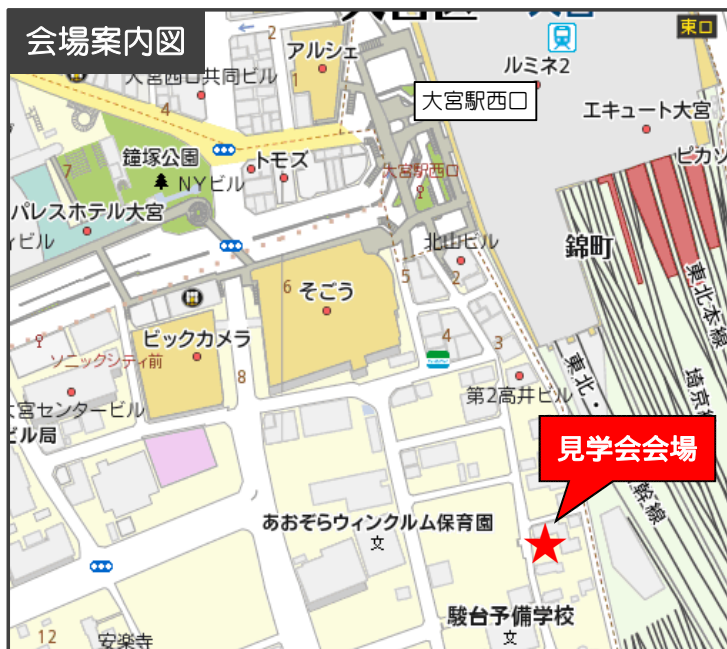 会場案内図
東口
2
アルシェ
ルミネ2
大宮西口共同ビル
1
大宮駅西口
4
エキュート大宮
鐘塚公園
トモズ
ピカソ
7
NYビル
大宮駅西口
パレスホテル大宮
ィビル
北山ビル
錦町
5
2
6
そごう
東北本線
ビックカメラ
4
3
ソニックシティ前
8
東北・
埼京線
第2高井ビル
大宮センタービル
ビル局
見学会会場
幹線
あおぞらウィンクルム保育園
文
駿台予備学校
文
12
安楽寺